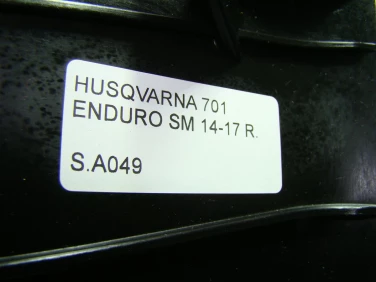 HUSQVARNA 701
ENDURO SM 14-17 R.
S.A049